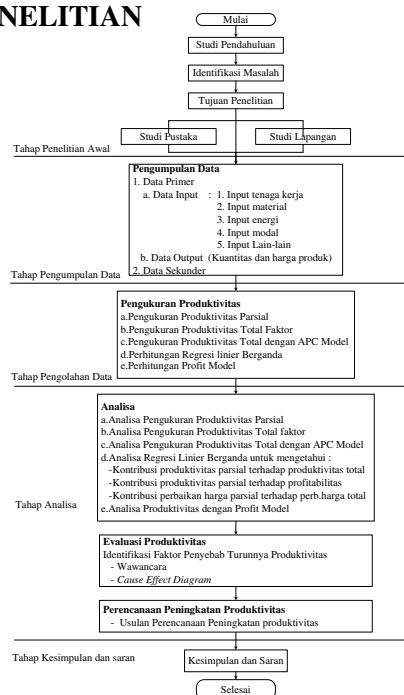 NELITIAN
Mulai
Studi Pendahuluan
Identifikasi Masalah
Tujuan Penelitian
Studi Pustaka
Studi Lapangan
Tahap Penelitian Awal
Pengumpulan Data
1. Data Primer
a. Data Input : 1. Input tenaga kerja
2. Input material
3. Input energi
4. Input modal
5. Input Lain-lain
b. Data Output (Kuantitas dan harga produk)
2. Data Sekunder
Tahap Pengumpulan Data
Pengukuran Produktivitas
a.Pengukuran Produktivitas Parsial
b.Pengukuran Produktivitas Total Faktor
c.Pengukuran Produktivitas Total dengan APC Model
d.Perhitungan Regresi linier Berganda
e.Perhitungan Profit Model
Tahap Pengolahan Data
Analisa
a.Analisa Pengukuran Produktivitas Parsial
b.Analisa Pengukuran Produktivitas Total faktor
c.Analisa Pengukuran Produktivitas Total dengan APC Model
d.Analisa Regresi Linier Berganda untuk mengetahui :
-Kontribusi produktivitas parsial terhadap produktivitas total
-Kontribusi produktivitas parsial terhadap profitabilitas
-Kontribusi perbaikan harga parsial terhadap perb.harga total
e.Analisa Produktivitas dengan Profit Model
Tahap Analisa
Evaluasi Produktivitas
Identifikasi Faktor Penyebab Turunnya Produktivitas
- Wawancara
- Cause Effect Diagram
Perencanaan Peningkatan Produktivitas
- Usulan Perencanaan Peningkatan produktivitas
Tahap Kesimpulan dan saran
Kesimpulan dan Saran
Selesai